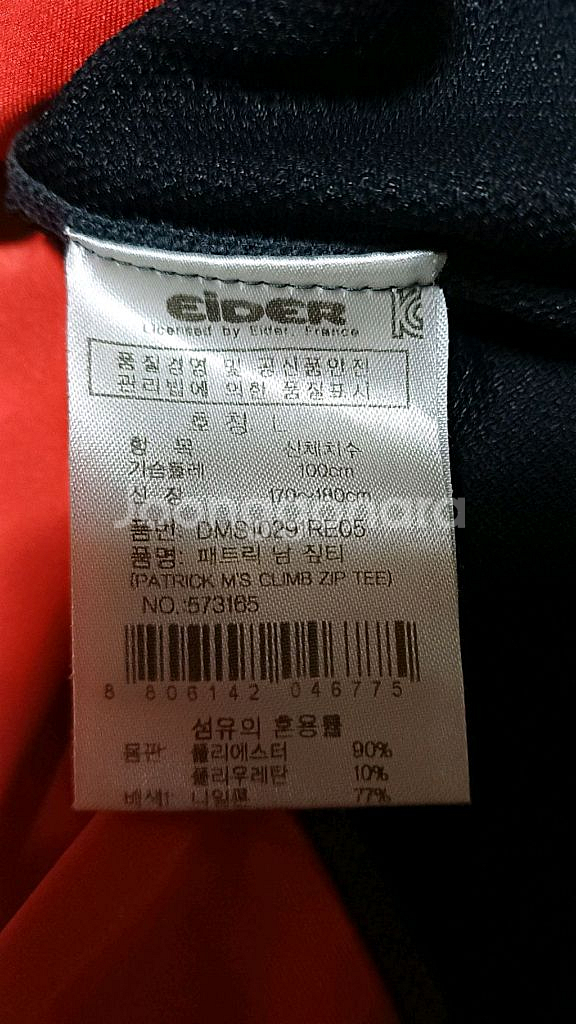 EiDER
Licensed by Eider, France
품질경영 및 공산품안전
관리법에 의한 품질표시
호칭 L
항 목 신체치수
가슴둘레 100cm
신 장 170~180cm
Joongonara
품번: DMS10291RE05
품명: 패트릭 남 짚티
(PATRICK M'S CLIMB ZIP TEE)
NO.:573165
8 806142 046775
섬유의 혼용률
몸판 폴리에스터 90%
폴리우레탄 10%
배색1 나일론 77%